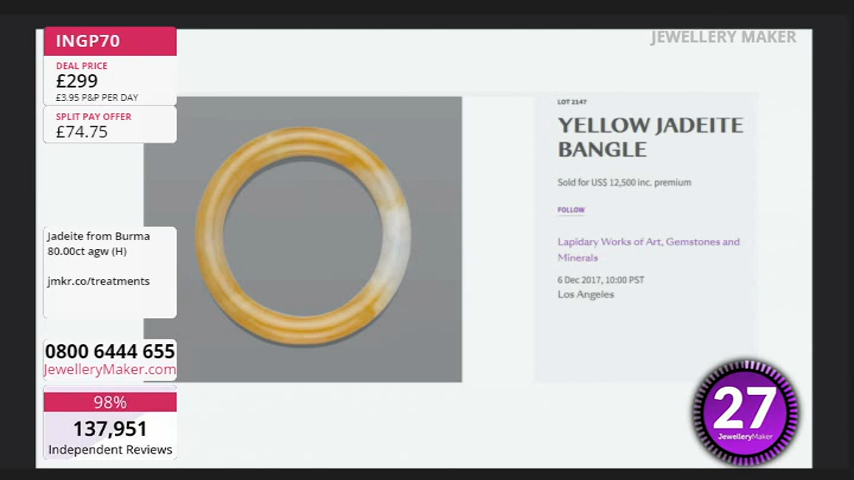 INGP70
DEAL PRICE
£299
£3.95 P&P PER DAY
SPLIT PAY OFFER
£74.75
Jadeite from Burma
80.00ct agw (H)
jmkr.co/treatments
0800 6444 655
JewelleryMaker.com
98%
137,951
Independent Reviews
JEWELLERY MAKER
LOT 2147
YELLOW JADEITE
BANGLE
Sold for US$ 12,500 inc. premium
FOLLOW
Lapidary Works of Art, Gemstones and
Minerals
6 Dec 2017, 10:00 PST
Los Angeles
27
JewelleryMaker